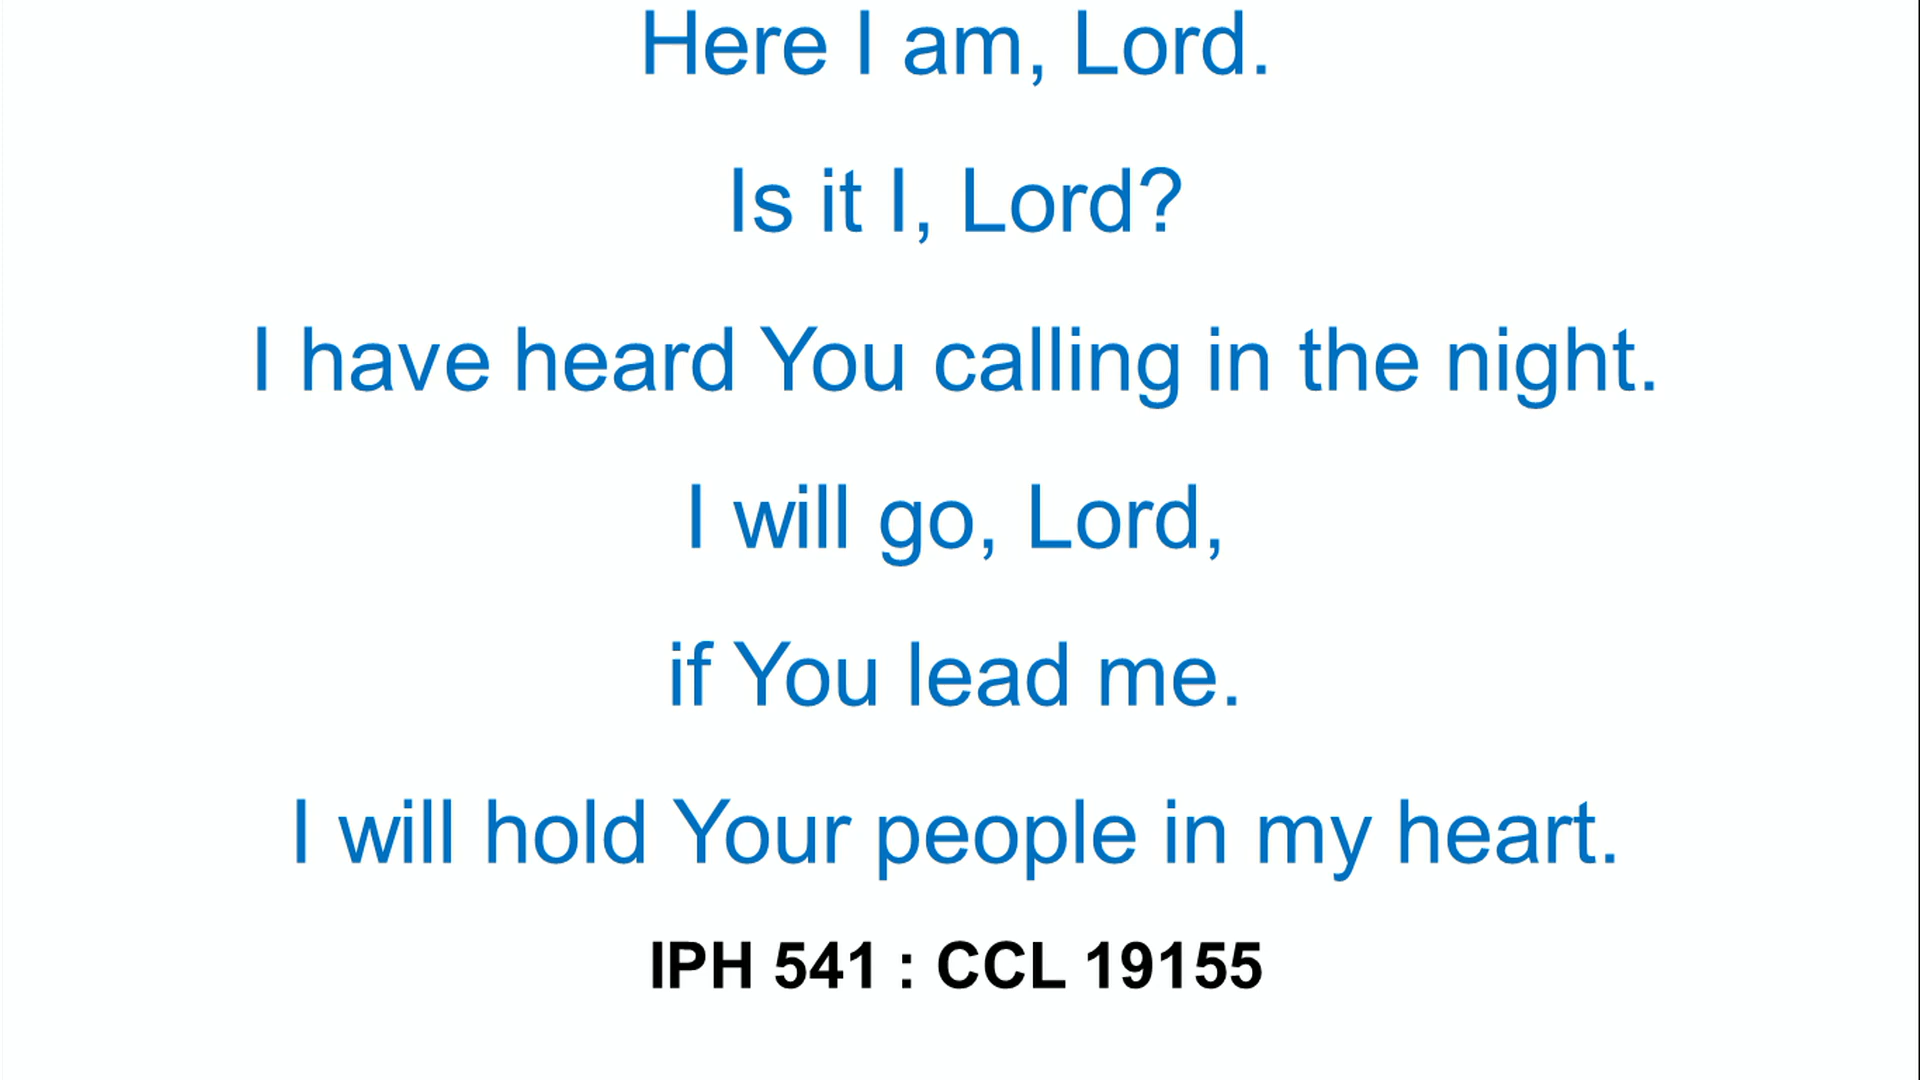 Here I am, Lord.
Is it I, Lord?
I have heard You calling in the night.
I will go, Lord,
if You lead me.
I will hold Your people in my heart.
IPH 541 : CCL 19155